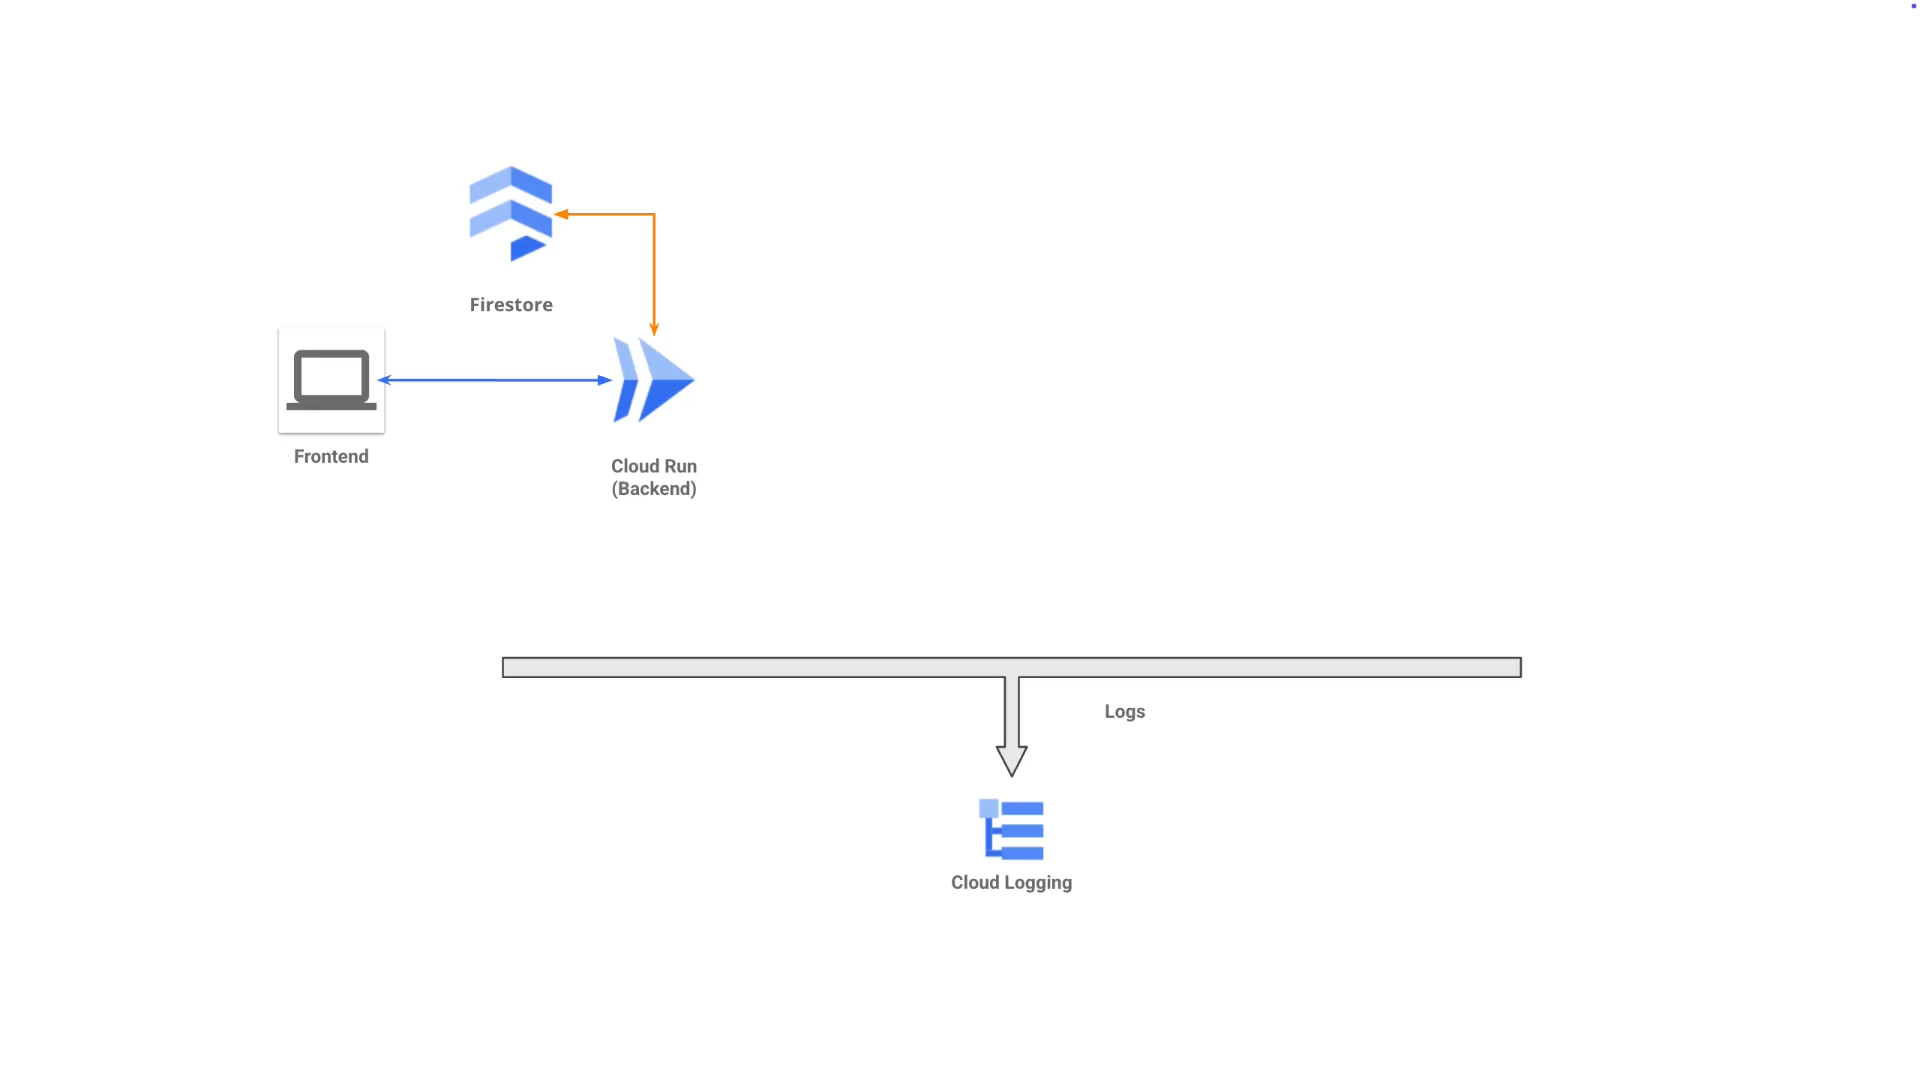 Firestore
Frontend
Cloud Run
(Backend)
Logs
Cloud Logging